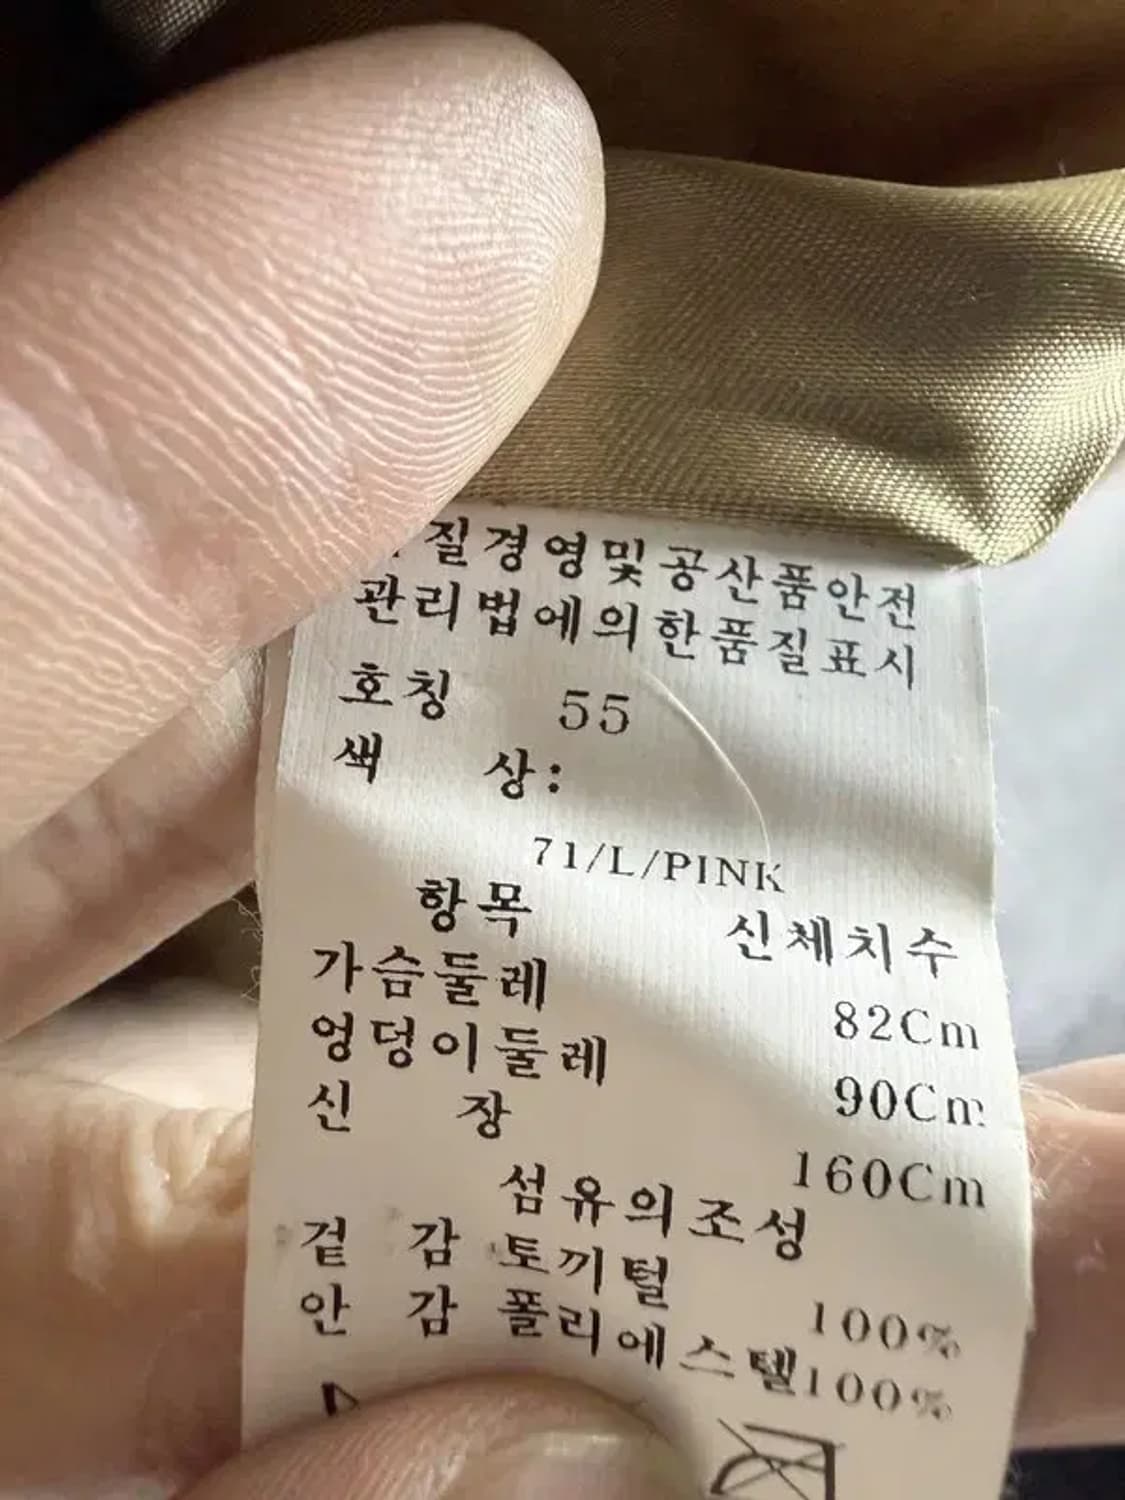 질경영및공산품안전
관리법에의한품질표시
호칭 55
색 상:
71/L/PINK
항목 신체치수
가슴둘레 82Cm
엉덩이둘레 90Cm
신 장 160Cm
섬유의조성
겉 감 토끼털 100%
안 감 폴리에스텔100%